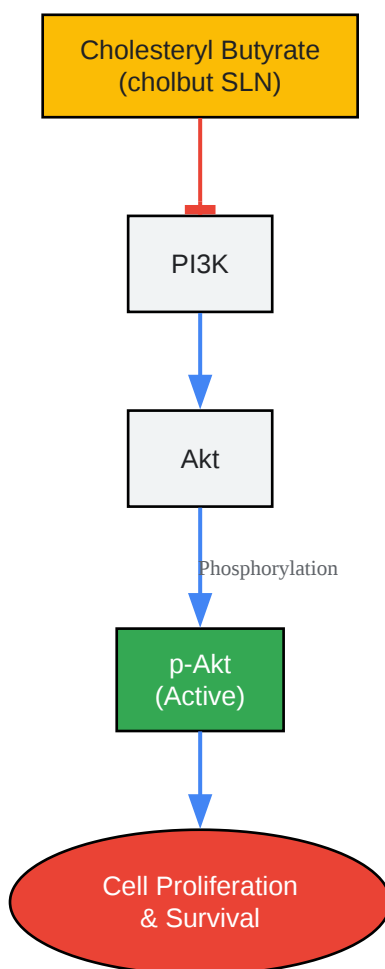 Cholesteryl Butyrate
(cholbut SLN)
PI3K
Akt
Phosphorylation
p-Akt
(Active)
Cell Proliferation
& Survival